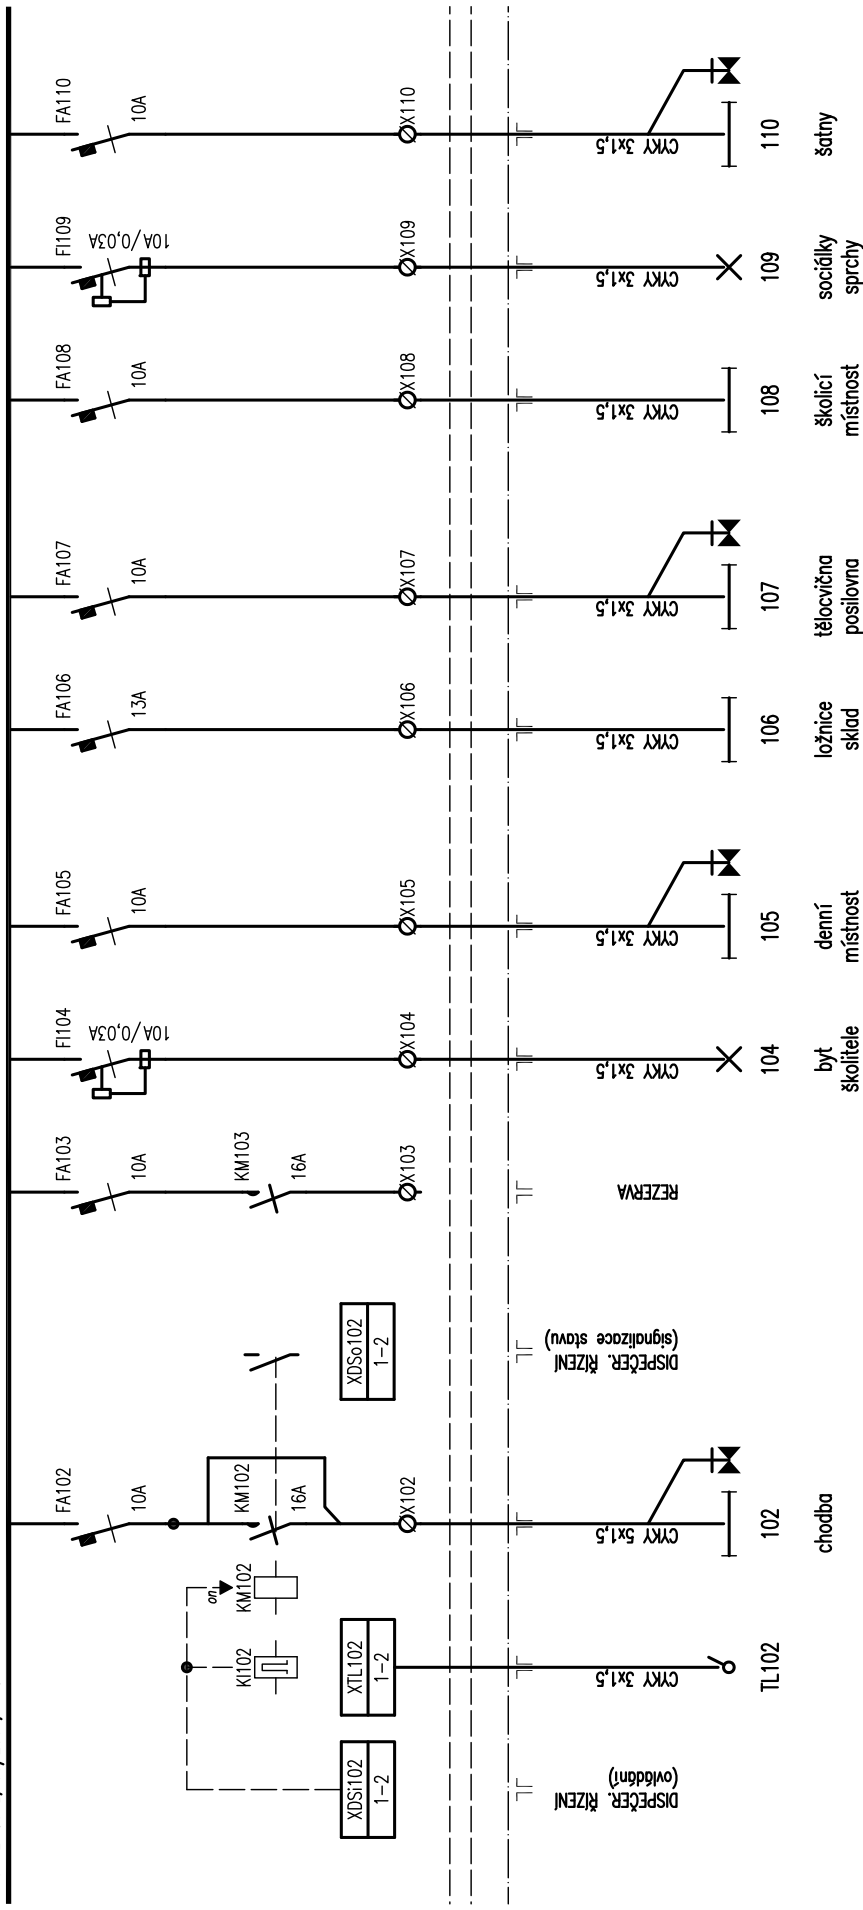 FA110
10A
X110
CYKY 3x1,5
110
šatny
FI109
10A/0,03A
X109
CYKY 3x1,5
109
sociálky
sprchy
FA108
10A
X108
CYKY 3x1,5
108
školicí
místnost
FA107
10A
X107
CYKY 3x1,5
107
tělocvična
posilovna
FA106
13A
X106
CYKY 3x1,5
106
ložnice
sklad
FA105
10A
X105
CYKY 3x1,5
105
denní
místnost
FI104
10A/0,03A
X104
CYKY 3x1,5
104
byt
školitele
FA103
10A
KM103
16A
X103
REZERVA
XDSo102
1-2
DISPEČER. ŘÍZENÍ
(signalizace stavu)
FA102
10A
KM102
16A
X102
CYKY 5x1,5
102
chodba
on
KM102
KI102
XTL102
1-2
CYKY 3x1,5
TL102
XDSi102
1-2
DISPEČER. ŘÍZENÍ
(ovládání)